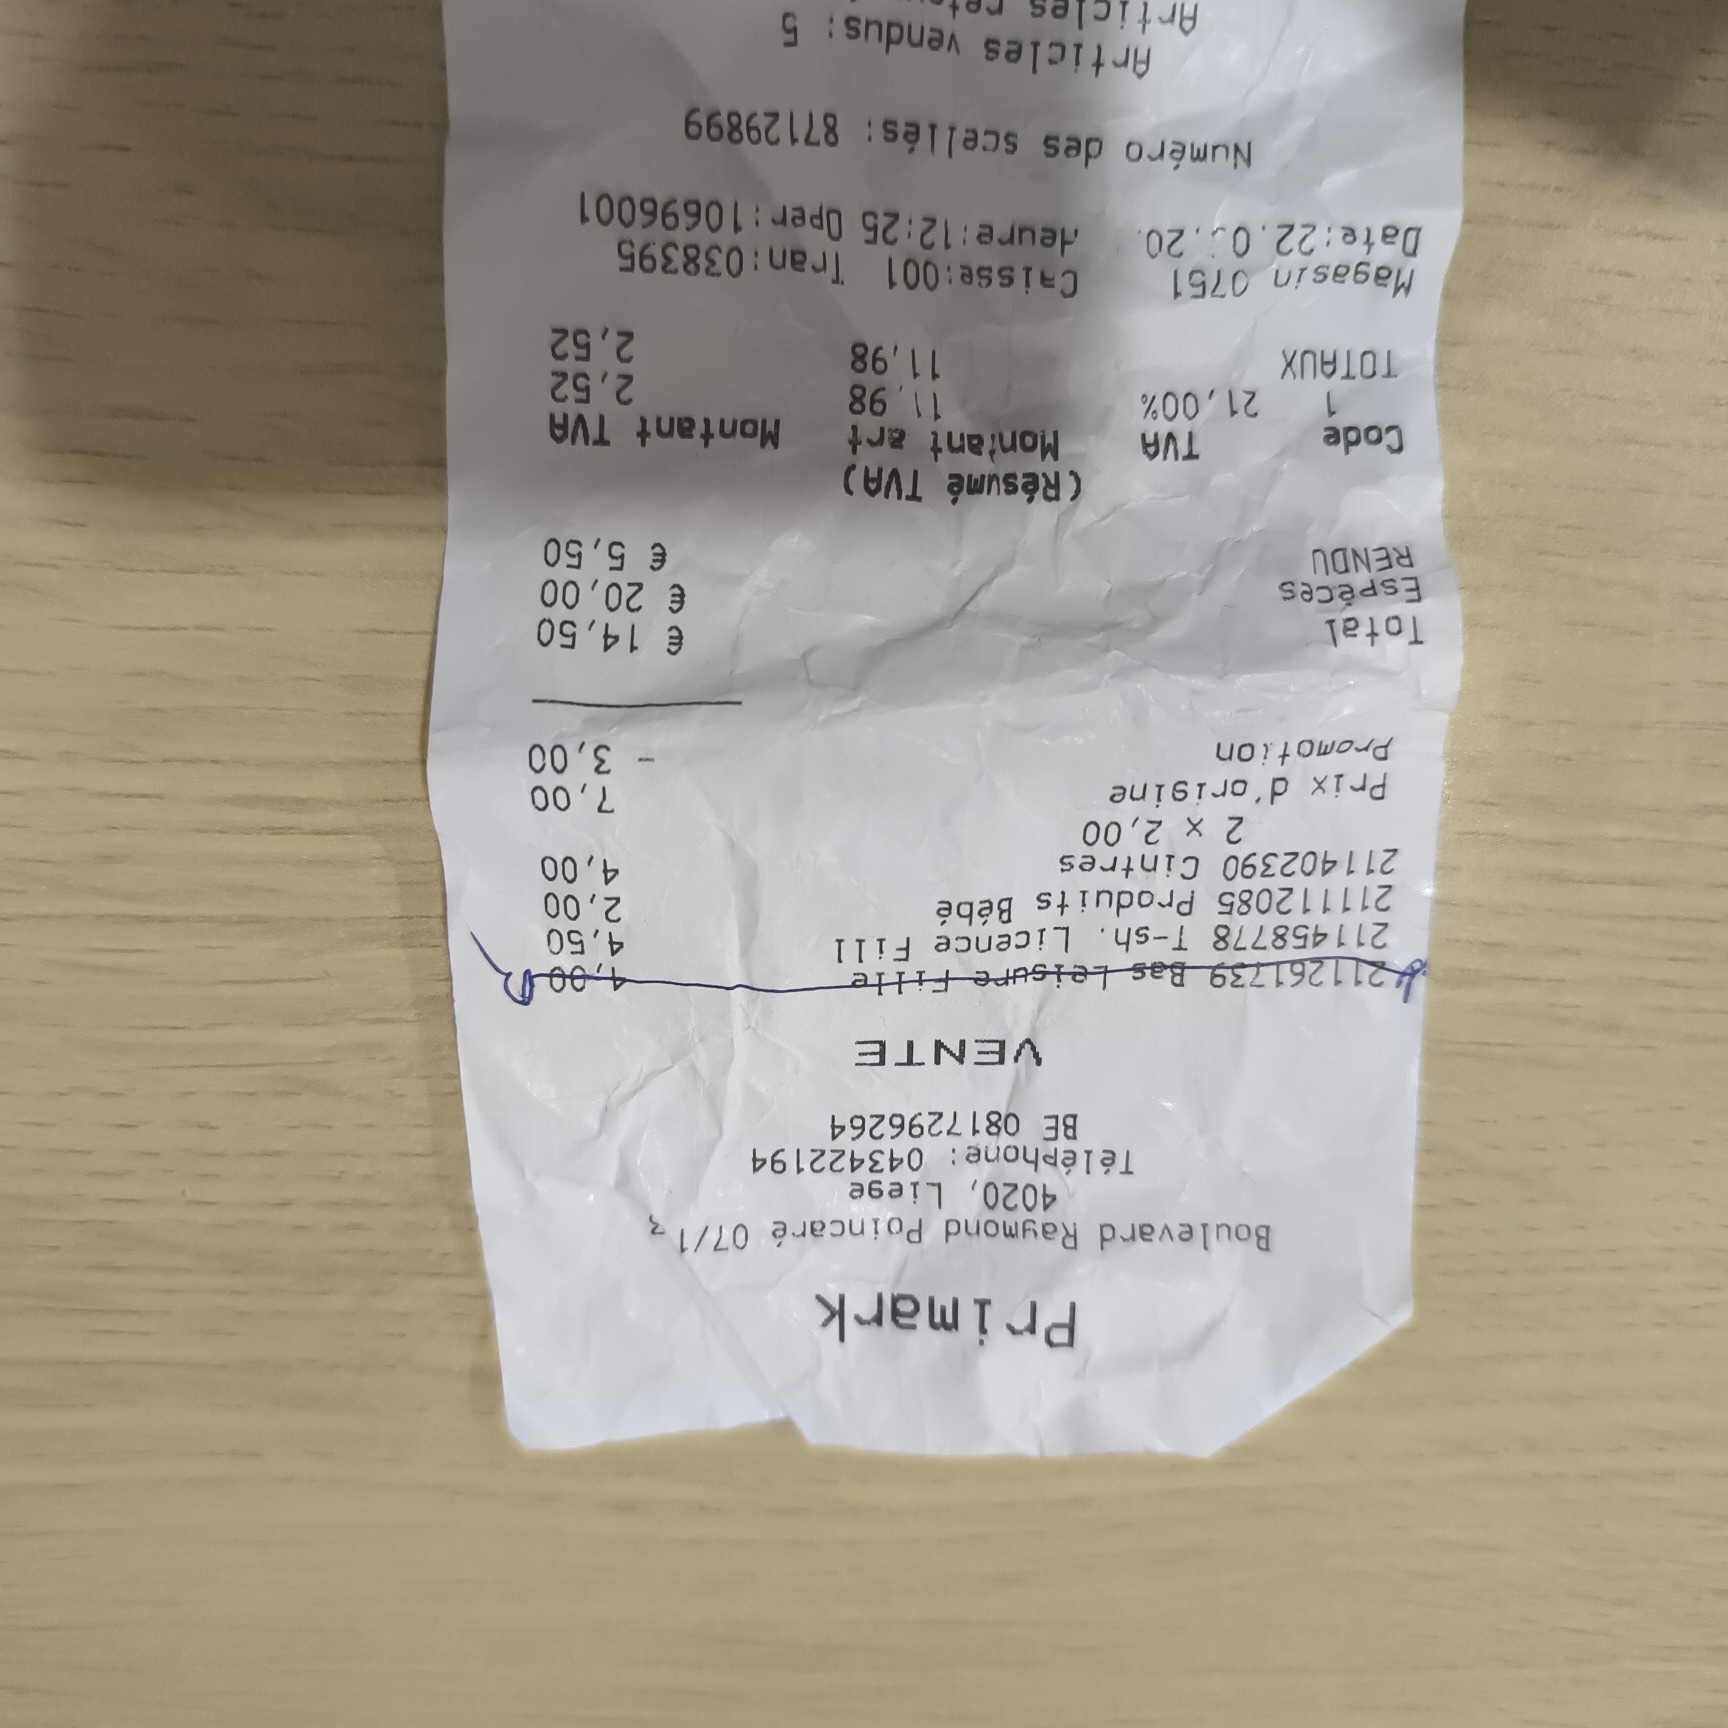 Primark
Boulevard Raymond Poincaré 07/13
4020, Liege
Téléphone: 043422194
BE 0817296264
VENTE
211261739 Bas Leisure Fille 4,00
211458778 T-sh. Licence Fill 4,50
211112085 Produits Bébé 2,00
211402390 Cintres 4,00
2 x 2,00
Prix d'origine 7,00
Promotion - 3,00
Total € 14,50
Espèces € 20,00
RENDU € 5,50
(Résumé TVA)
Code TVA Montant art Montant TVA
1 21,00% 11,98 2,52
TOTAUX 11,98 2,52
Magasin 0751 Caisse:001 Tran:038395
Date:22. Heure:12:25 Oper:10696001
Numéro des scellés: 87129899
Articles vendus: 5
Articles